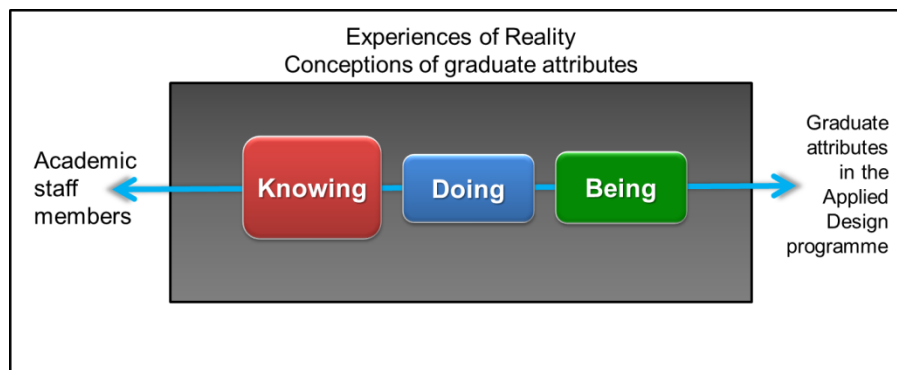 Experiences of Reality
Conceptions of graduate attributes
Academic
staff
members
Knowing
Doing
Being
Graduate
attributes
in the
Applied
Design
programme